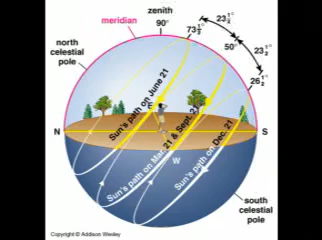 zenith
meridian
90°
23½°
73½°
50°
23½°
26½°
north
celestial
pole
E
N
S
W
Sun's path on June 21
Sun's path on Mar. 21 & Sept. 2
Sun's path on Dec. 21
south
celestial
pole
Copyright © Addison Wesley